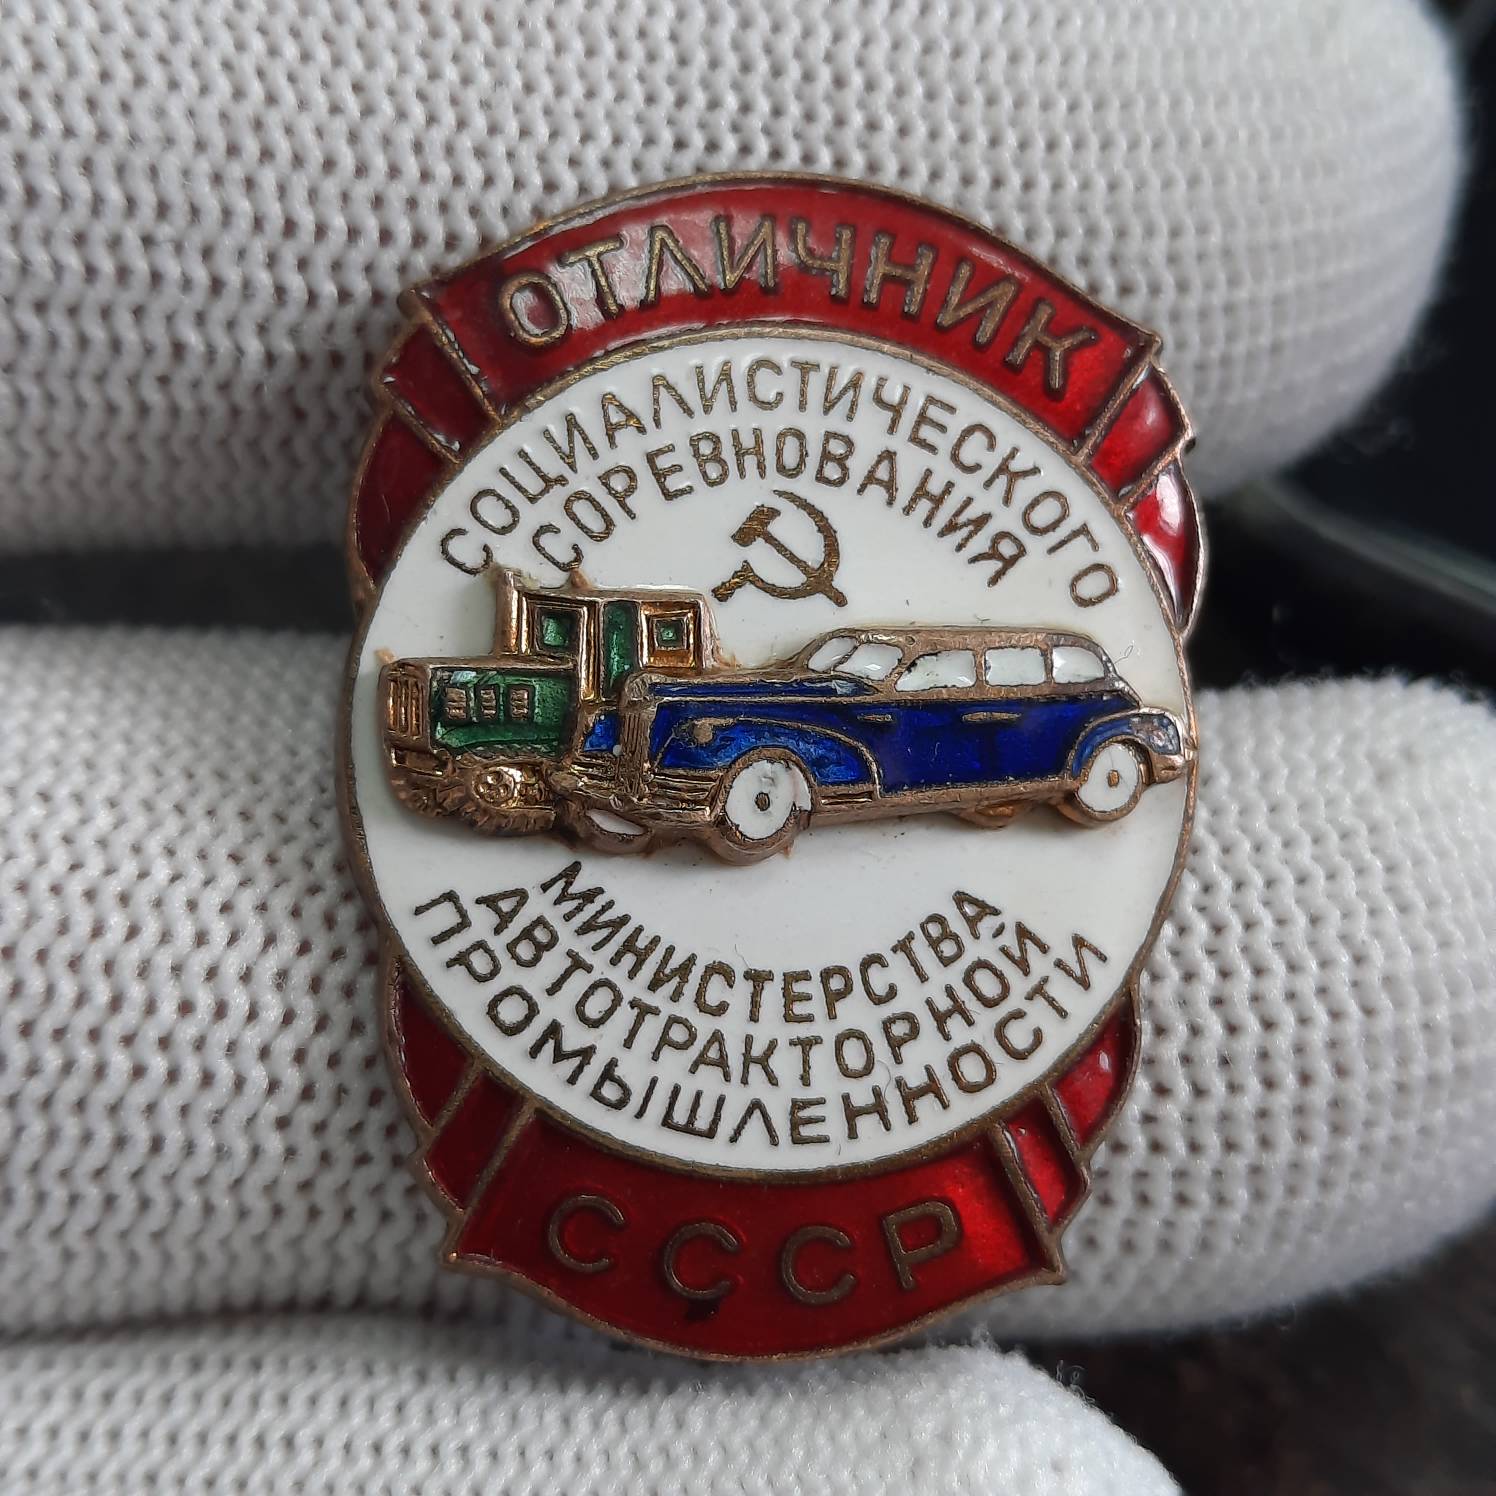 ОТЛИЧНИК
СОЦИАЛИСТИЧЕСКОГО
СОРЕВНОВАНИЯ
МИНИСТЕРСТВА
АВТОТРАКТОРНОЙ
ПРОМЫШЛЕННОСТИ
СССР